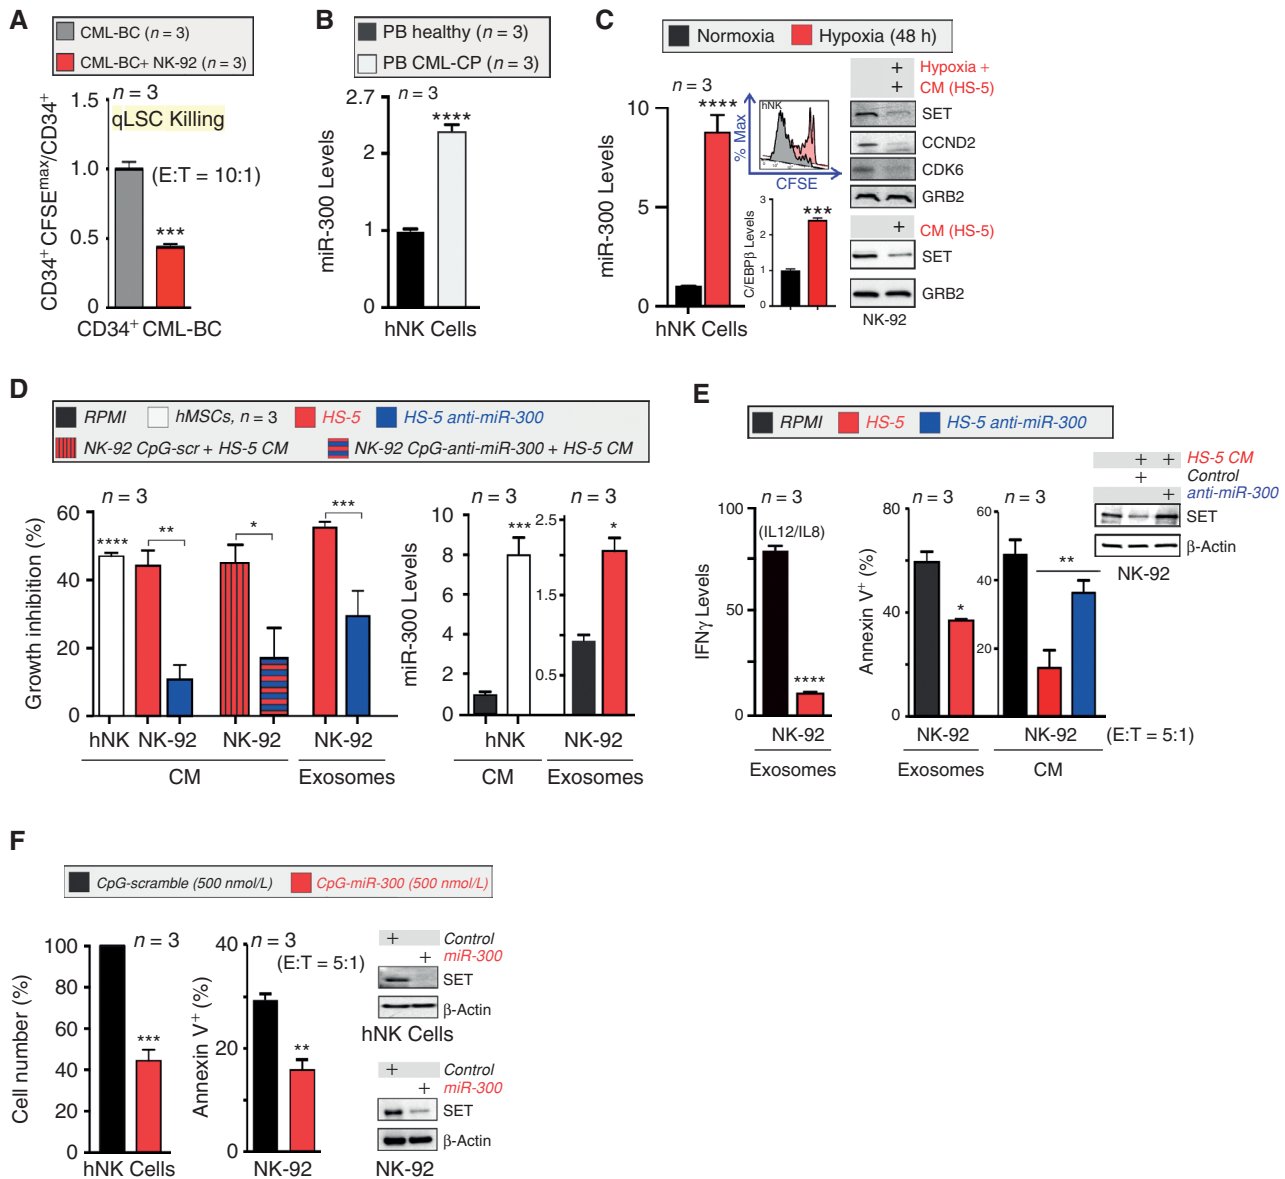 A
CML-BC (n = 3)
CML-BC+ NK-92 (n = 3)
n = 3
qLSC Killing
(E:T = 10:1)
***
1.5
1.0
0.5
0
CD34+ CFSEmax/CD34+
CD34+ CML-BC
B
PB healthy (n = 3)
PB CML-CP (n = 3)
n = 3
****
2.7
2
1
0
miR-300 Levels
hNK Cells
C
Normoxia
Hypoxia (48 h)
n = 3
****
10
5
0
miR-300 Levels
hNK Cells
hNK
% Max
CFSE
***
3
2
1
0
C/EBPβ Levels
+ Hypoxia +
+ CM (HS-5)
SET
CCND2
CDK6
GRB2
+ CM (HS-5)
SET
GRB2
NK-92
D
RPMI
hMSCs, n = 3
HS-5
HS-5 anti-miR-300
NK-92 CpG-scr + HS-5 CM
NK-92 CpG-anti-miR-300 + HS-5 CM
n = 3
**** ** * ***
60
40
20
0
Growth inhibition (%)
hNK NK-92 NK-92 NK-92
CM Exosomes
n = 3 n = 3
*** *
10
8
6
4
2
0
miR-300 Levels
2.5
1.5
0.5
hNK NK-92
CM Exosomes
E
RPMI
HS-5
HS-5 anti-miR-300
n = 3
(IL12/IL8)
****
100
50
0
IFNγ Levels
NK-92
Exosomes
n = 3 n = 3
* **
80
40
0
Annexin V+ (%)
60
40
20
NK-92 NK-92 (E:T = 5:1)
Exosomes CM
+ + HS-5 CM
+ Control
+ anti-miR-300
SET
β-Actin
NK-92
F
CpG-scramble (500 nmol/L)
CpG-miR-300 (500 nmol/L)
n = 3
***
100
80
60
40
20
0
Cell number (%)
hNK Cells
n = 3
(E:T = 5:1)
**
40
20
0
Annexin V+ (%)
NK-92
+ Control
+ miR-300
SET
β-Actin
hNK Cells
+ Control
+ miR-300
SET
β-Actin
NK-92